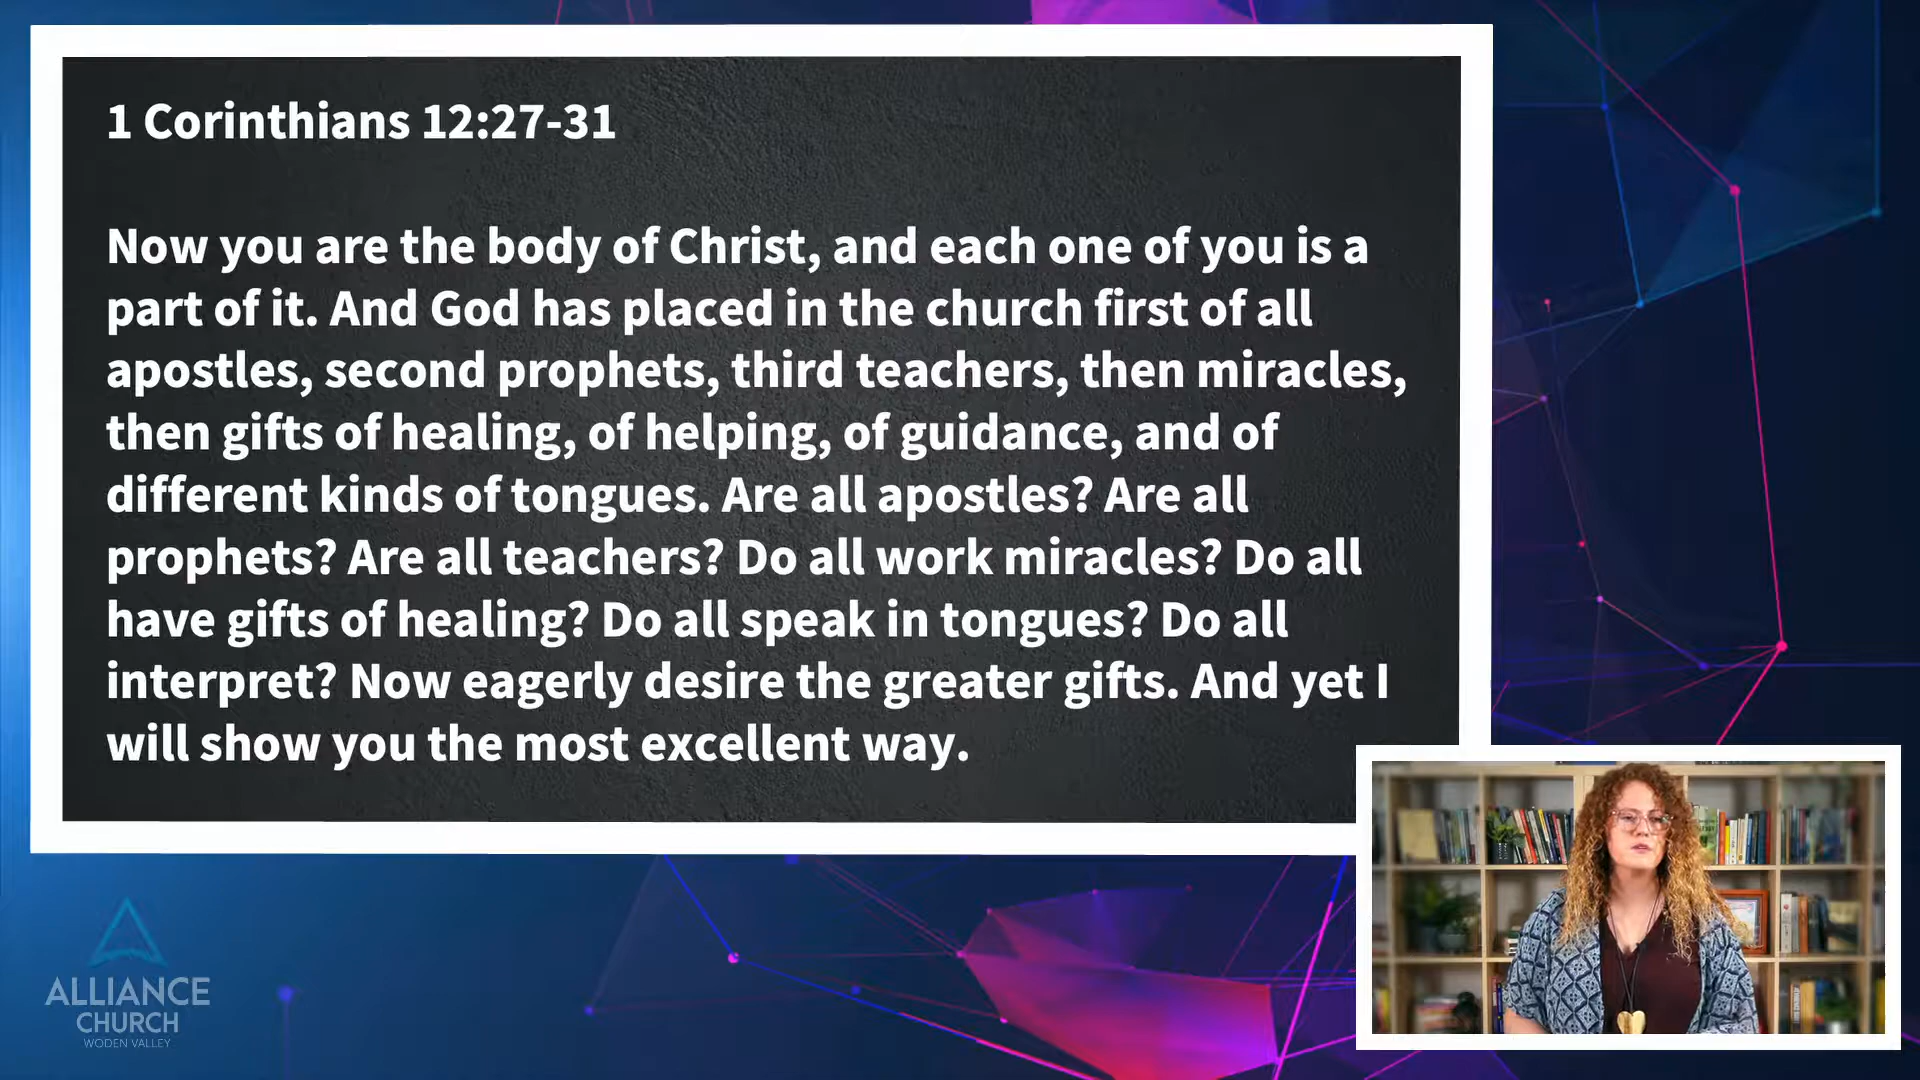 1 Corinthians 12:27-31
Now you are the body of Christ, and each one of you is a
part of it. And God has placed in the church first of all
apostles, second prophets, third teachers, then miracles,
then gifts of healing, of helping, of guidance, and of
different kinds of tongues. Are all apostles? Are all
prophets? Are all teachers? Do all work miracles? Do all
have gifts of healing? Do all speak in tongues? Do all
interpret? Now eagerly desire the greater gifts. And yet I
will show you the most excellent way.
ALLIANCE
CHURCH
WODEN VALLEY